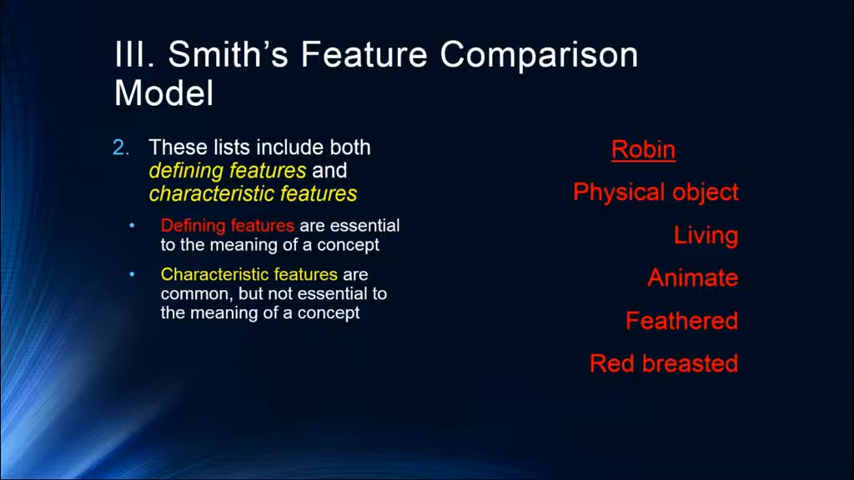 III. Smith's Feature Comparison
Model
2. These lists include both
defining features and
characteristic features
• Defining features are essential
to the meaning of a concept
• Characteristic features are
common, but not essential to
the meaning of a concept
Robin
Physical object
Living
Animate
Feathered
Red breasted